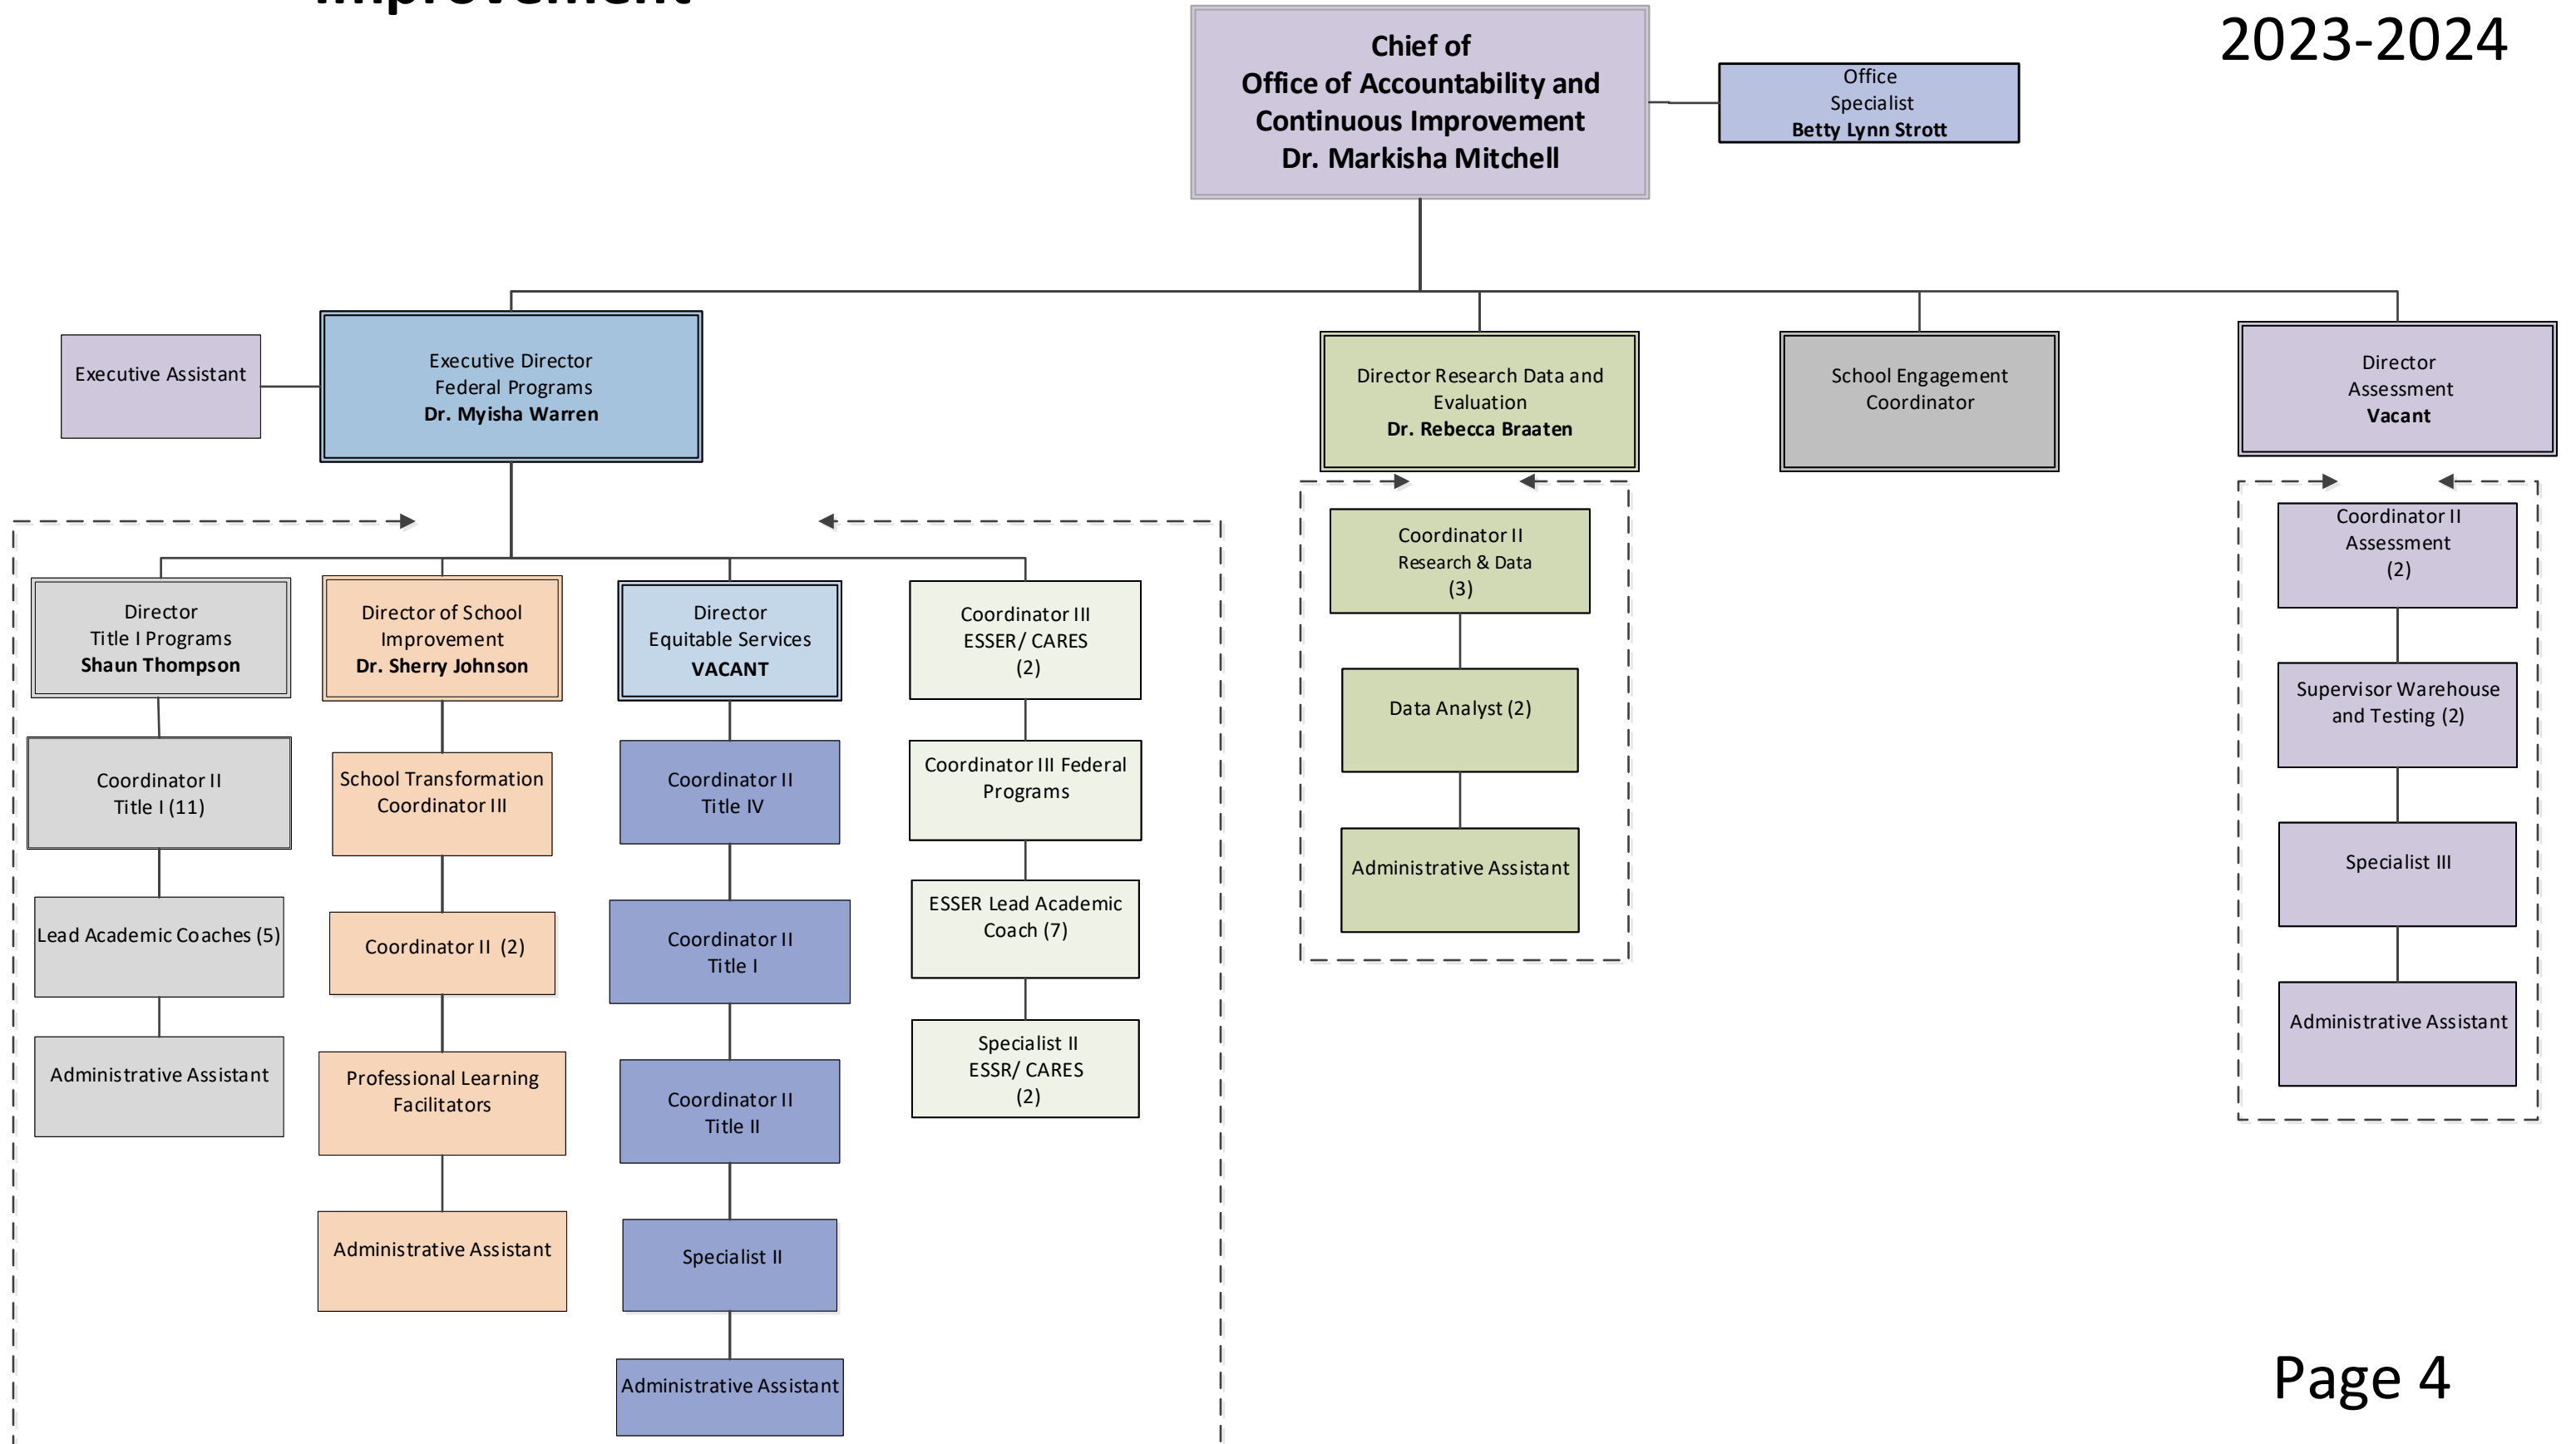 Improvement
2023-2024
Chief of
Office of Accountability and
Continuous Improvement
Dr. Markisha Mitchell
Office
Specialist
Betty Lynn Strott
Executive Assistant
Executive Director
Federal Programs
Dr. Myisha Warren
Director Research Data and
Evaluation
Dr. Rebecca Braaten
School Engagement
Coordinator
Director
Assessment
Vacant
Director
Title I Programs
Shaun Thompson
Coordinator II
Title I (11)
Lead Academic Coaches (5)
Administrative Assistant
Director of School
Improvement
Dr. Sherry Johnson
School Transformation
Coordinator III
Coordinator II (2)
Professional Learning
Facilitators
Administrative Assistant
Director
Equitable Services
VACANT
Coordinator II
Title IV
Coordinator II
Title I
Coordinator II
Title II
Specialist II
Administrative Assistant
Coordinator III
ESSER/ CARES
(2)
Coordinator III Federal
Programs
ESSER Lead Academic
Coach (7)
Specialist II
ESSR/ CARES
(2)
Coordinator II
Research & Data
(3)
Data Analyst (2)
Administrative Assistant
Coordinator II
Assessment
(2)
Supervisor Warehouse
and Testing (2)
Specialist III
Administrative Assistant
Page 4